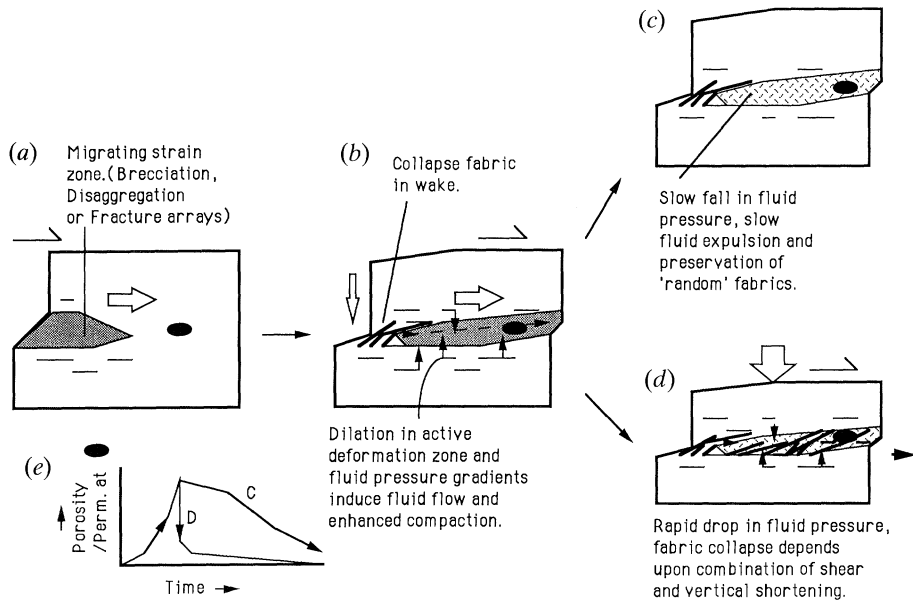 (a)
Migrating strain
zone.(Brecciation,
Disaggregation
or Fracture arrays)
(b)
Collapse fabric
in wake.
Dilation in active
deformation zone and
fluid pressure gradients
induce fluid flow and
enhanced compaction.
(c)
Slow fall in fluid
pressure, slow
fluid expulsion and
preservation of
'random' fabrics.
(d)
Rapid drop in fluid pressure,
fabric collapse depends
upon combination of shear
and vertical shortening.
(e)
Porosity
/Perm. at
C
D
Time